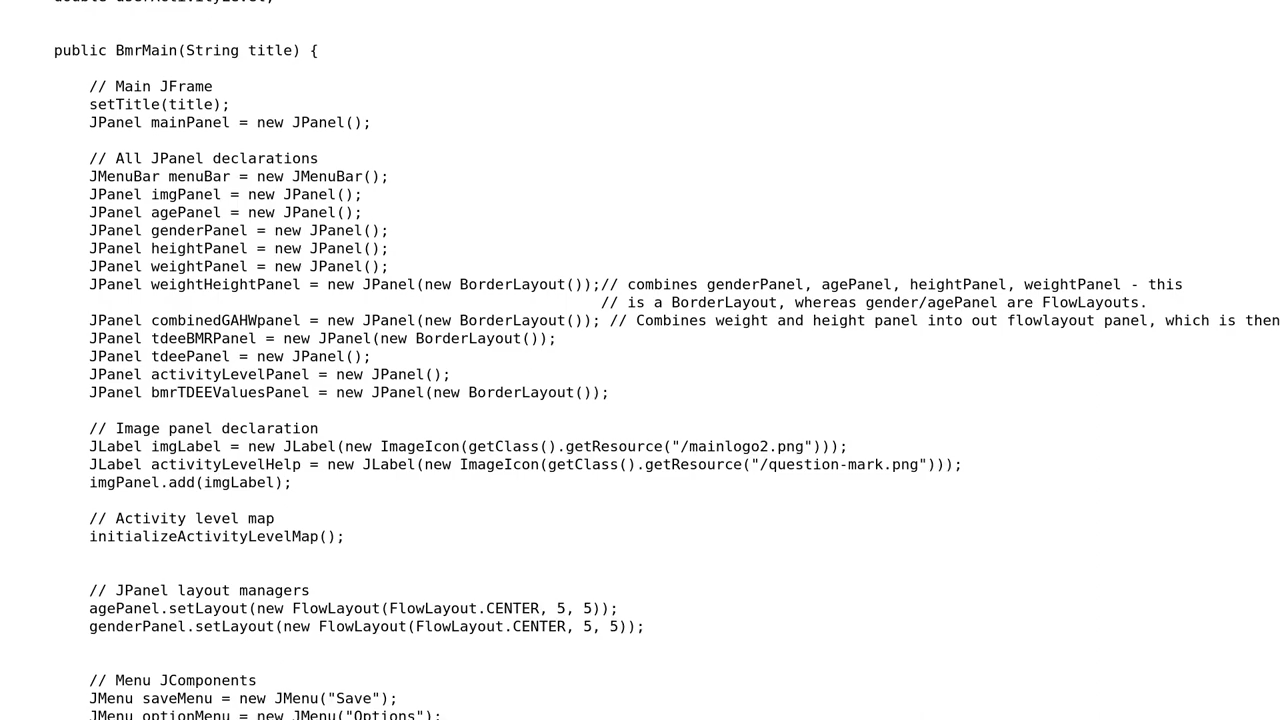 public BmrMain(String title) {
// Main JFrame
setTitle(title);
JPanel mainPanel = new JPanel();
// All JPanel declarations
JMenuBar menuBar = new JMenuBar();
JPanel imgPanel = new JPanel();
JPanel agePanel = new JPanel();
JPanel genderPanel = new JPanel();
JPanel heightPanel = new JPanel();
JPanel weightPanel = new JPanel();
JPanel weightHeightPanel = new JPanel(new BorderLayout());// combines genderPanel, agePanel, heightPanel, weightPanel - this
// is a BorderLayout, whereas gender/agePanel are FlowLayouts.
JPanel combinedGAHWpanel = new JPanel(new BorderLayout()); // Combines weight and height panel into out flowlayout panel, which is then
JPanel tdeeBMRPanel = new JPanel(new BorderLayout());
JPanel tdeePanel = new JPanel();
JPanel activityLevelPanel = new JPanel();
JPanel bmrTDEEValuesPanel = new JPanel(new BorderLayout());
// Image panel declaration
JLabel imgLabel = new JLabel(new ImageIcon(getClass().getResource("/mainlogo2.png")));
JLabel activityLevelHelp = new JLabel(new ImageIcon(getClass().getResource("/question-mark.png")));
imgPanel.add(imgLabel);
// Activity level map
initializeActivityLevelMap();
// JPanel layout managers
agePanel.setLayout(new FlowLayout(FlowLayout.CENTER, 5, 5));
genderPanel.setLayout(new FlowLayout(FlowLayout.CENTER, 5, 5));
// Menu JComponents
JMenu saveMenu = new JMenu("Save");
JMenu optionMenu = new JMenu("Options");